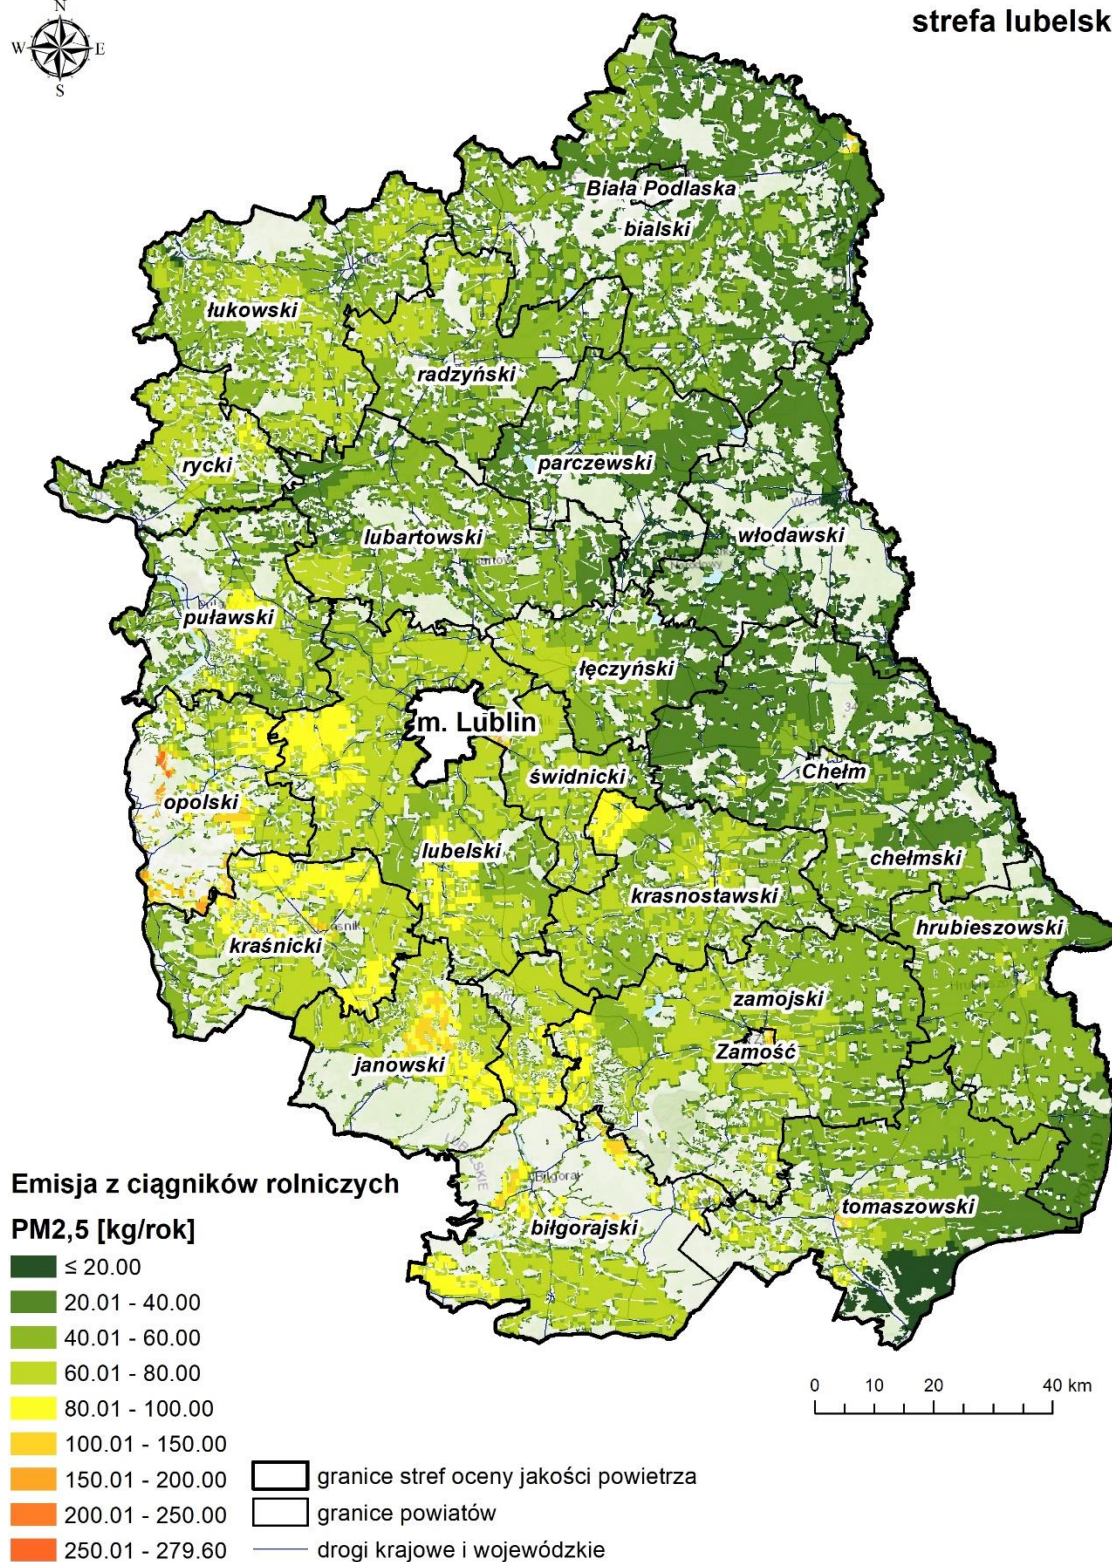 strefa lubelsk
N
W
E
S
Biała Podlaska
bialski
łukowski
radzyński
rycki
parczewski
lubartowski
włodawski
puławski
łęczyński
m. Lublin
świdnicki
Chełm
opolski
lubelski
chełmski
krasnostawski
kraśnicki
hrubieszowski
zamojski
Zamość
janowski
Biłgoraj
tomaszowski
biłgorajski
Emisja z ciągników rolniczych
PM2,5 [kg/rok]
≤ 20.00
20.01 - 40.00
40.01 - 60.00
60.01 - 80.00
80.01 - 100.00
100.01 - 150.00
150.01 - 200.00
200.01 - 250.00
250.01 - 279.60
0 10 20 40 km
granice stref oceny jakości powietrza
granice powiatów
drogi krajowe i wojewódzkie